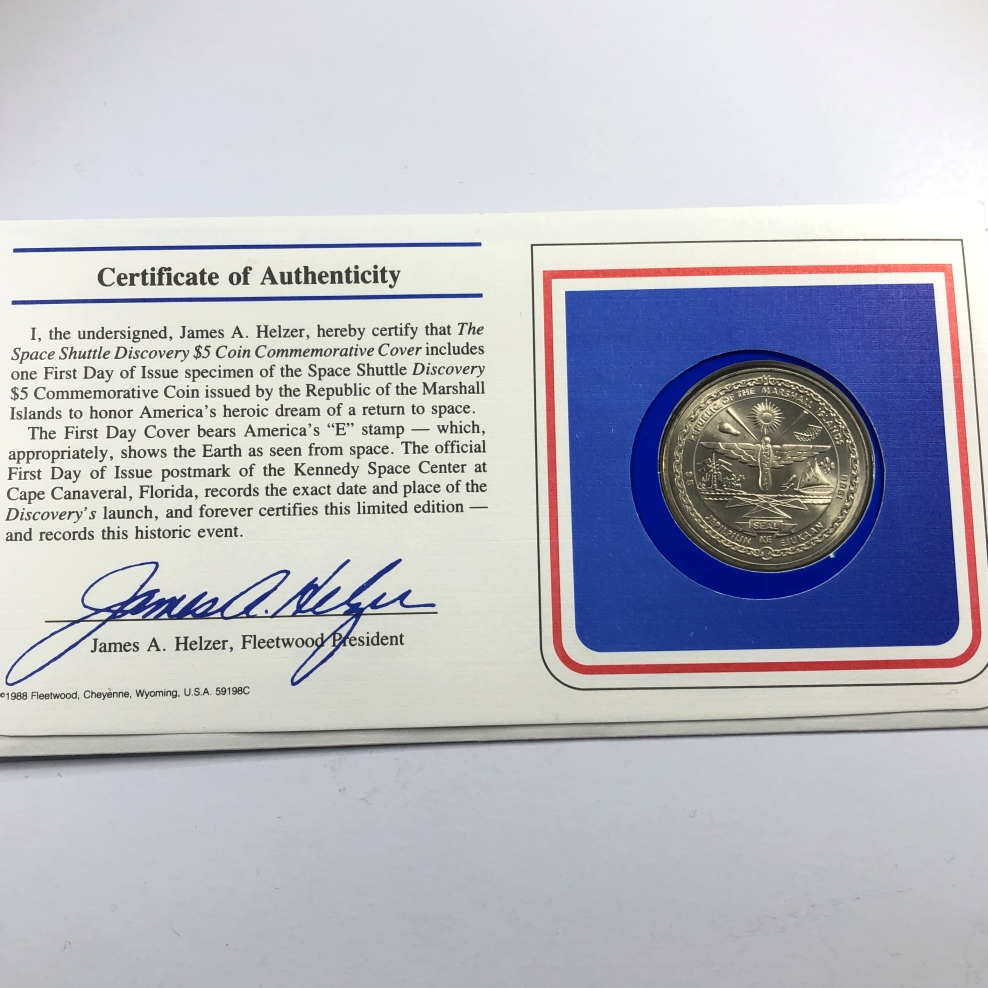 Certificate of Authenticity
I, the undersigned, James A. Helzer, hereby certify that The
Space Shuttle Discovery $5 Coin Commemorative Cover includes
one First Day of Issue specimen of the Space Shuttle Discovery
$5 Commemorative Coin issued by the Republic of the Marshall
Islands to honor America's heroic dream of a return to space.
The First Day Cover bears America's “E” stamp — which,
appropriately, shows the Earth as seen from space. The official
First Day of Issue postmark of the Kennedy Space Center at
Cape Canaveral, Florida, records the exact date and place of the
Discovery's launch, and forever certifies this limited edition —
and records this historic event.
James A. Helzer
James A. Helzer, Fleetwood President
©1988 Fleetwood, Cheyenne, Wyoming, U.S.A. 59198C
REPUBLIC OF THE MARSHALL ISLANDS
1988
SEAL
JEPILPILIN KE EJUKAAN